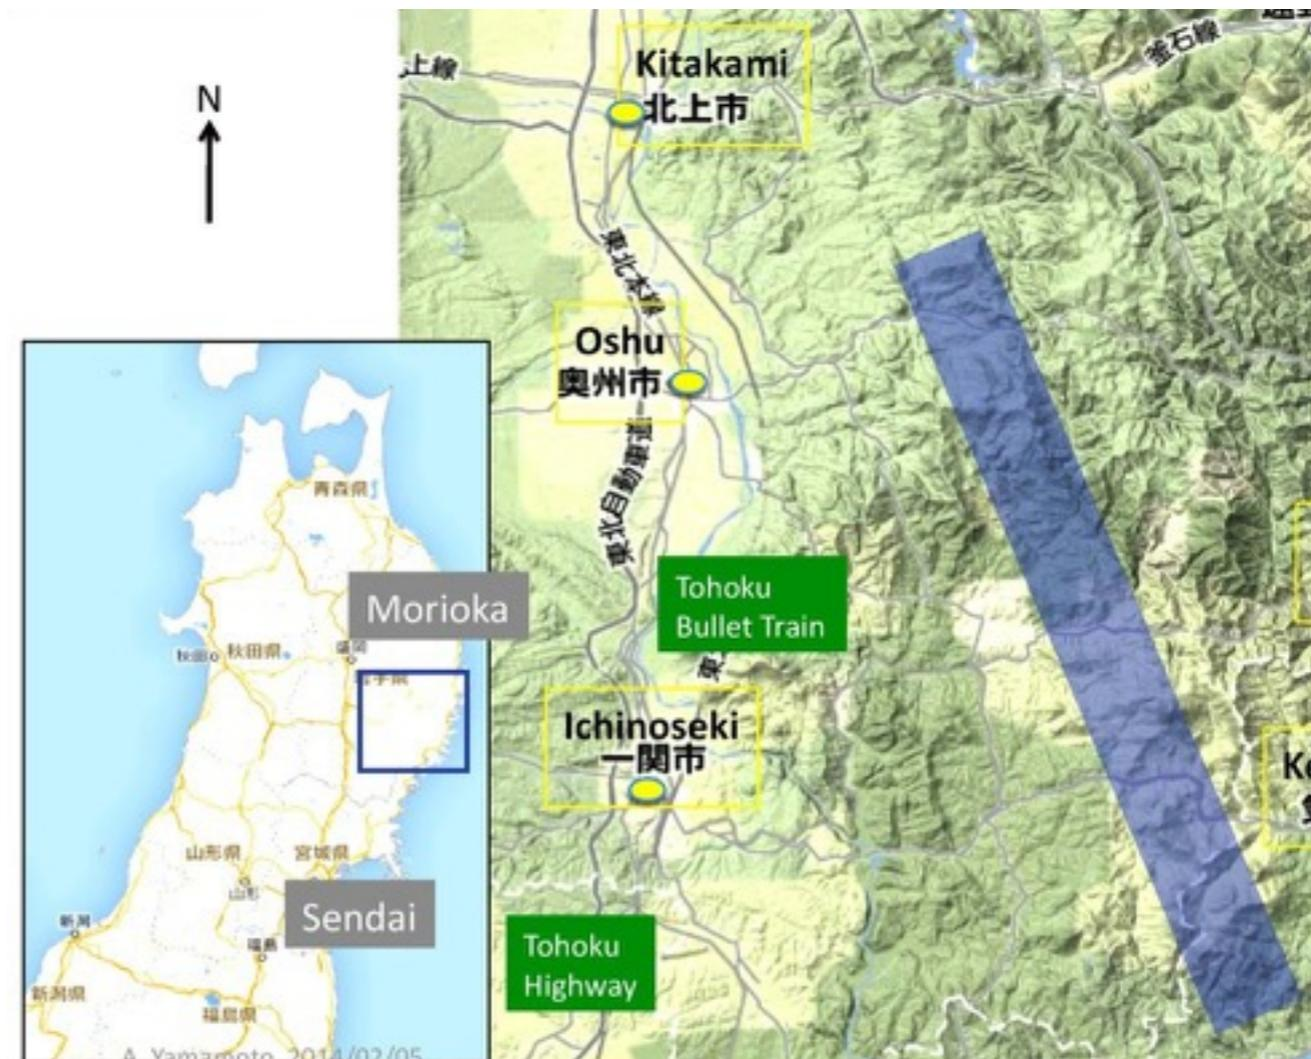 N
上線
Kitakami
北上市
釜石線
東北本線
Oshu
奥州市
東北自動車道
Tohoku
Bullet Train
Ichinoseki
一関市
Tohoku
Highway
青森県
Morioka
秋田
秋田県
盛岡
手県
山形県
宮城県
山形
Sendai
新潟
福島
新潟県
福島県
A. Yamamoto, 2014/02/05